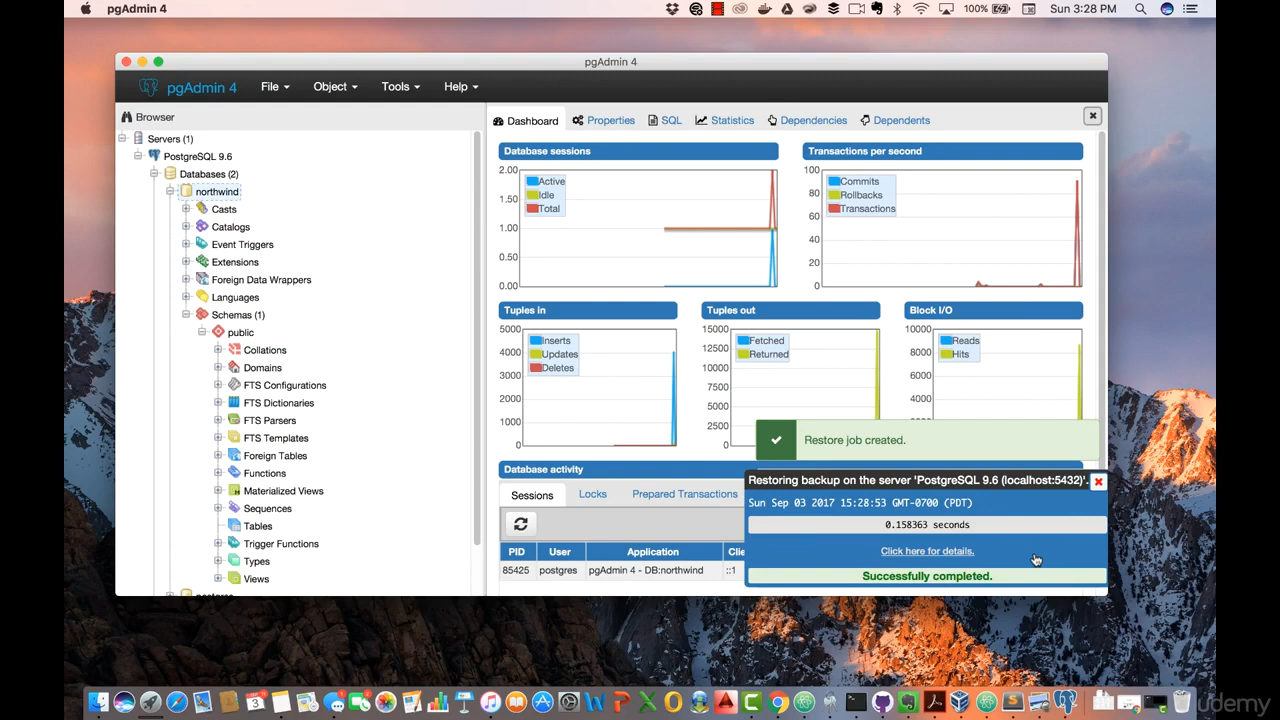 pgAdmin 4
100%
Sun 3:28 PM
pgAdmin 4
pgAdmin 4
File
Object
Tools
Help
Browser
Servers (1)
PostgreSQL 9.6
Databases (2)
northwind
Casts
Catalogs
Event Triggers
Extensions
Foreign Data Wrappers
Languages
Schemas (1)
public
Collations
Domains
FTS Configurations
FTS Dictionaries
FTS Parsers
FTS Templates
Foreign Tables
Functions
Materialized Views
Sequences
Tables
Trigger Functions
Types
Views
Dashboard
Properties
SQL
Statistics
Dependencies
Dependents
Database sessions
2.00
1.50
1.00
0.50
0.00
Active
Idle
Total
Transactions per second
100
80
60
40
20
0
Commits
Rollbacks
Transactions
Tuples in
5000
4000
3000
2000
1000
0
Inserts
Updates
Deletes
Tuples out
15000
12500
10000
7500
5000
2500
0
Fetched
Returned
Block I/O
10000
8000
6000
4000
Reads
Hits
Restore job created.
Database activity
Sessions
Locks
Prepared Transactions
PID
User
Application
Clie
85425
postgres
pgAdmin 4 - DB:northwind
::1
Restoring backup on the server 'PostgreSQL 9.6 (localhost:5432)'.
Sun Sep 03 2017 15:28:53 GMT-0700 (PDT)
0.158363 seconds
Click here for details.
Successfully completed.
udemy